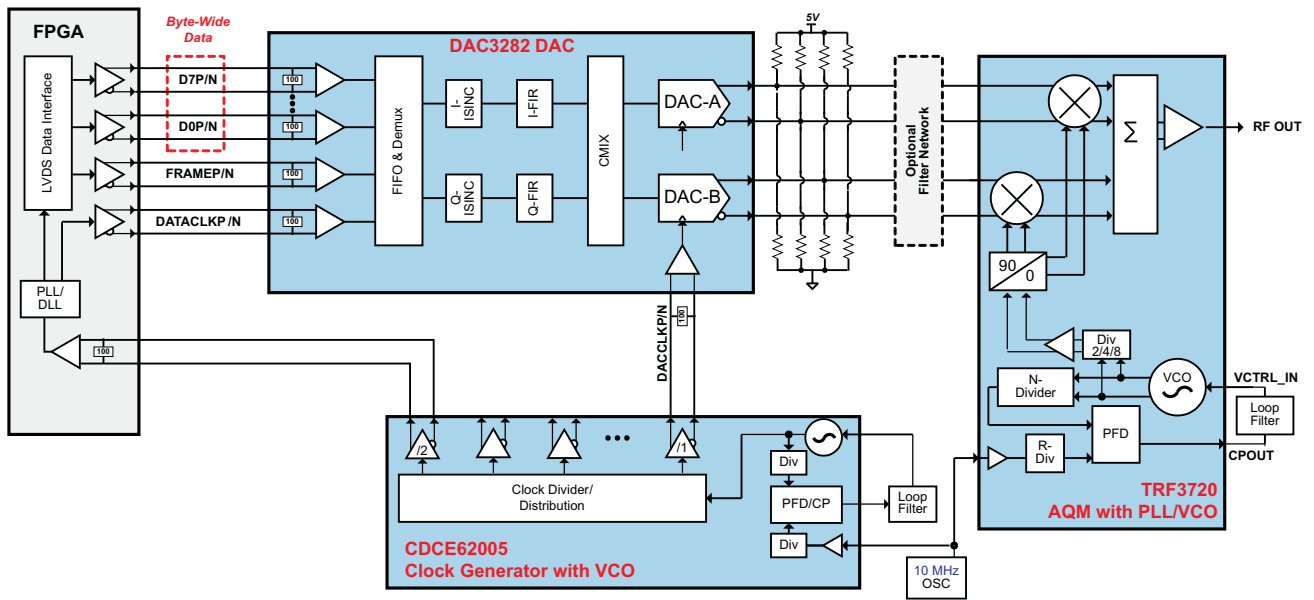 FPGA
LVDS Data Interface
PLL/
DLL
100
Byte-Wide
Data
D7P/N
D0P/N
FRAMEP/N
DATACLKP/N
DAC3282 DAC
100
100
100
100
FIFO & Demux
I-
ISINC
I-FIR
Q-
ISINC
Q-FIR
CMIX
DAC-A
DAC-B
DACCLKP/N
100
5V
Optional
Filter Network
Σ
RF OUT
90
0
Div
2/4/8
N-
Divider
VCO
VCTRL_IN
Loop
Filter
PFD
R-
Div
CPOUT
TRF3720
AQM with PLL/VCO
/2
/1
Clock Divider/
Distribution
Div
PFD/CP
Loop
Filter
Div
CDCE62005
Clock Generator with VCO
10 MHz
OSC